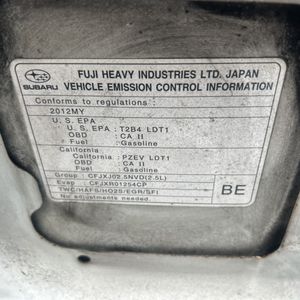 FUJI HEAVY INDUSTRIES LTD. JAPAN
SUBARU VEHICLE EMISSION CONTROL INFORMATION
Conforms to regulations :
2012MY
U. S. EPA
U. S. EPA : T2B4 LDT1
OBD : CA II
Fuel : Gasoline
California
California : PZEV LDT1
OBD : CA II
Fuel : Gasoline
Group : CFJXJ02.5NVD(2.5L)
Evap : CFJXR01254CP
TWC/HAFS/HO2S/EGR/SFI
No adjustments needed.
BE